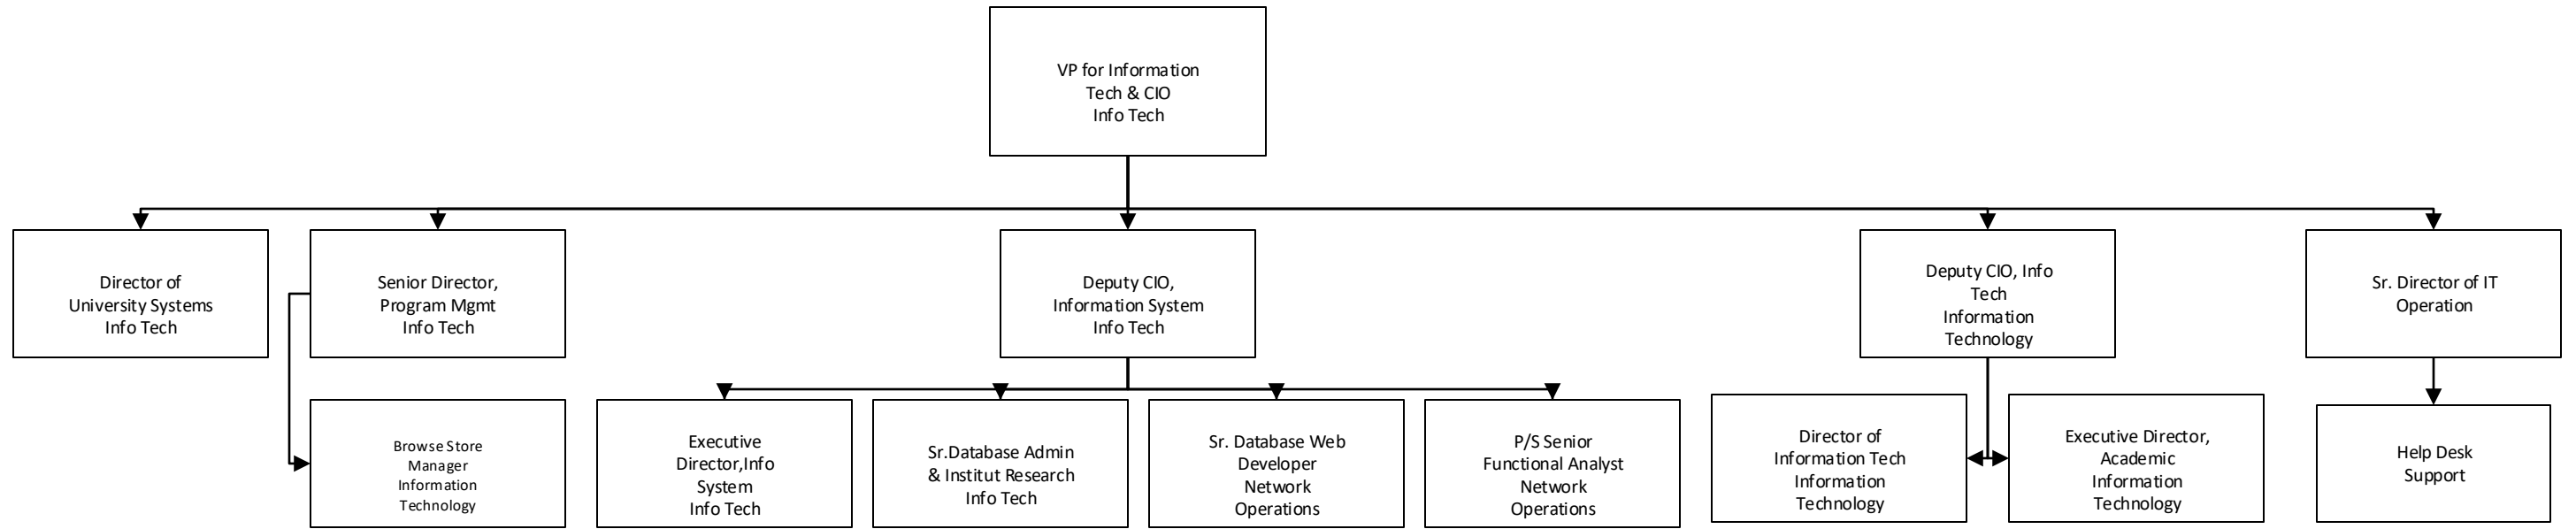 VP for Information
Tech & CIO
Info Tech
Director of
University Systems
Info Tech
Senior Director,
Program Mgmt
Info Tech
Deputy CIO,
Information System
Info Tech
Deputy CIO, Info
Tech
Information
Technology
Sr. Director of IT
Operation
Browse Store
Manager
Information
Technology
Executive
Director,Info
System
Info Tech
Sr.Database Admin
& Institut Research
Info Tech
Sr. Database Web
Developer
Network
Operations
P/S Senior
Functional Analyst
Network
Operations
Director of
Information Tech
Information
Technology
Executive Director,
Academic
Information
Technology
Help Desk
Support